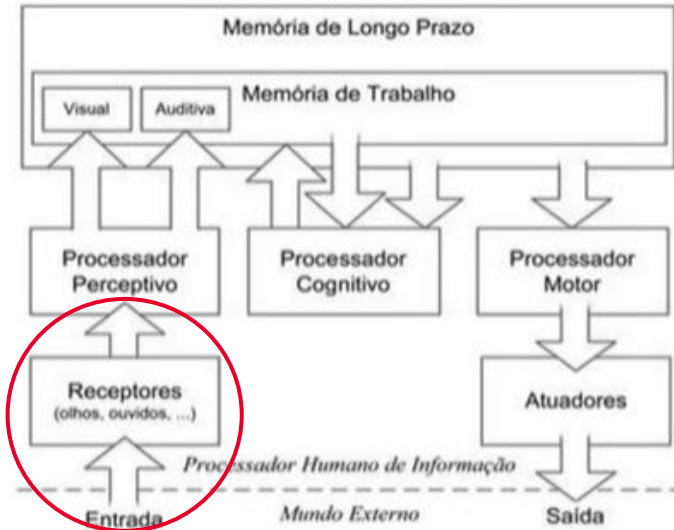 Memória de Longo Prazo
Memória de Trabalho
Visual
Auditiva
Processador
Perceptivo
Processador
Cognitivo
Processador
Motor
Receptores
(olhos, ouvidos, ...)
Atuadores
Processador Humano de Informação
Entrada
Mundo Externo
Saída